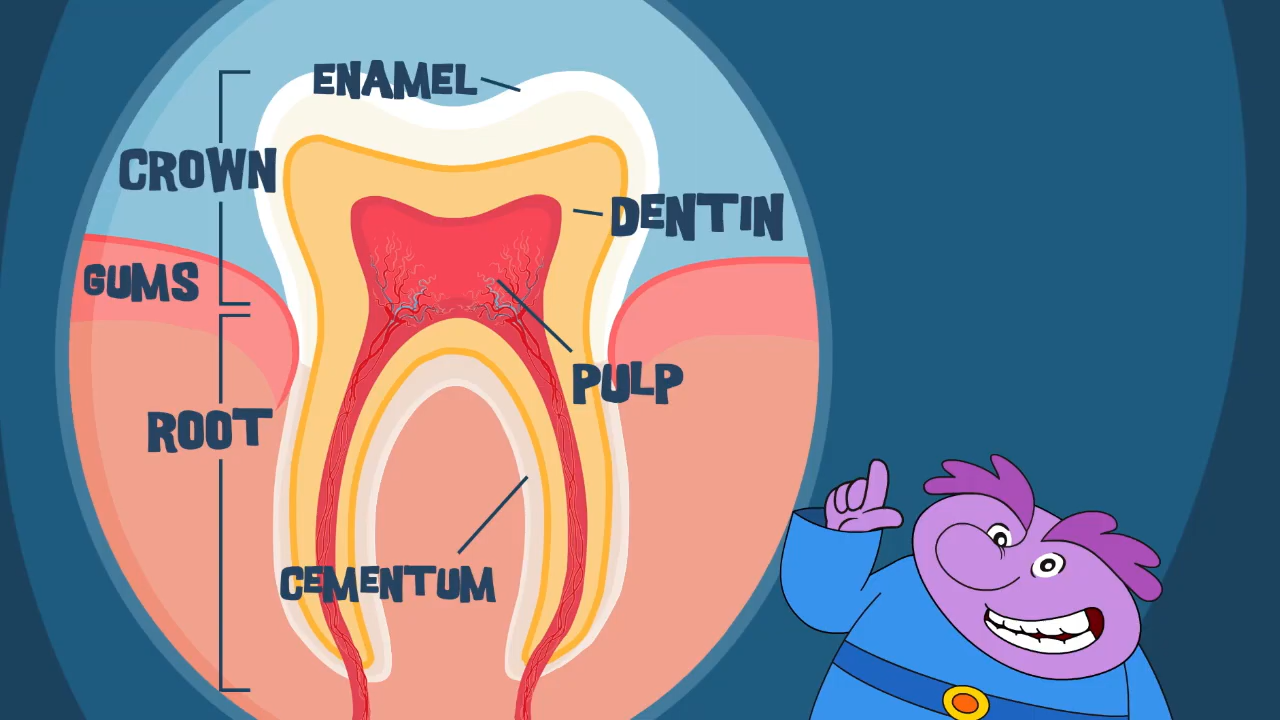 ENAMEL
CROWN
DENTIN
GUMS
PULP
ROOT
CEMENTUM